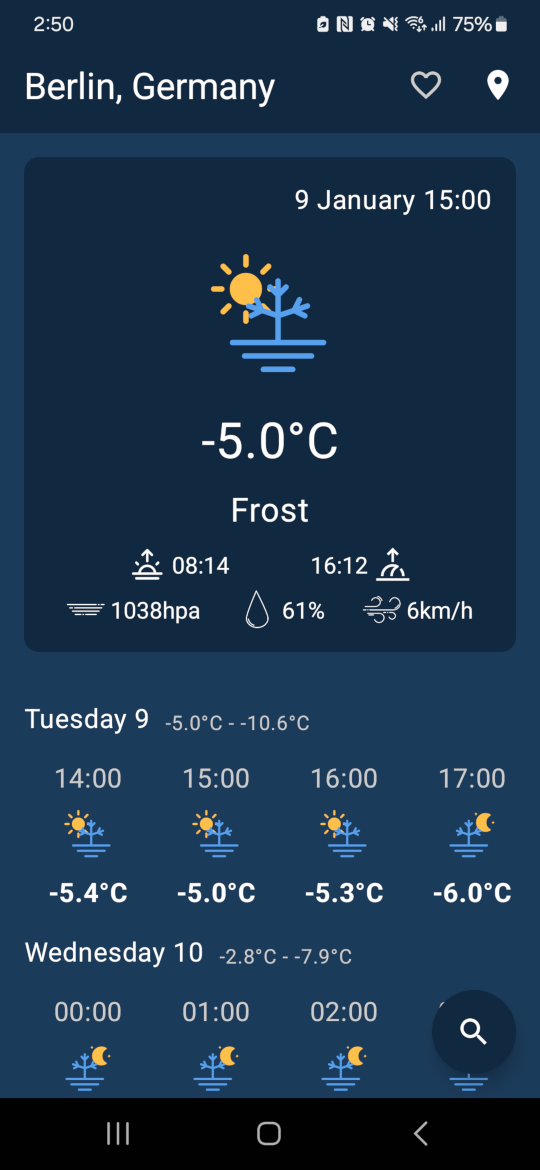 2:50 75%
Berlin, Germany
9 January 15:00
-5.0°C
Frost
08:14 16:12
1038hpa 61% 6km/h
Tuesday 9 -5.0°C - -10.6°C
14:00 15:00 16:00 17:00
-5.4°C -5.0°C -5.3°C -6.0°C
Wednesday 10 -2.8°C - -7.9°C
00:00 01:00 02:00